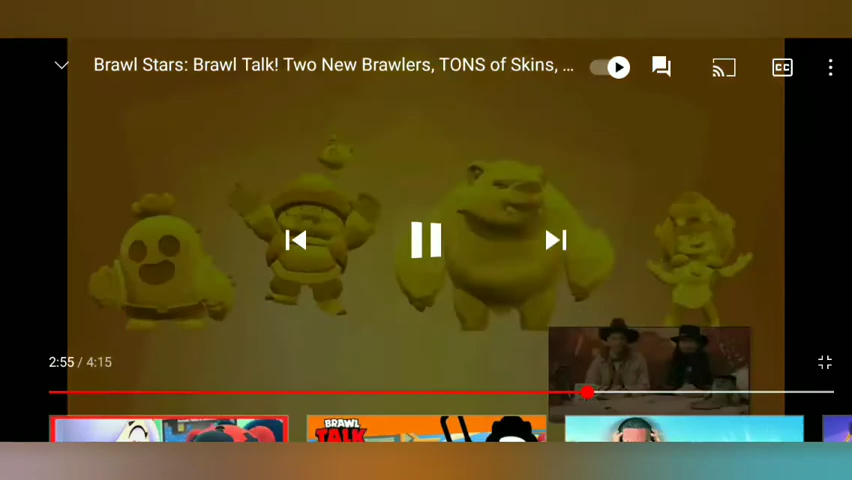 Brawl Stars: Brawl Talk! Two New Brawlers, TONS of Skins, ...
CC
2:55 / 4:15
BRAWL
TALK